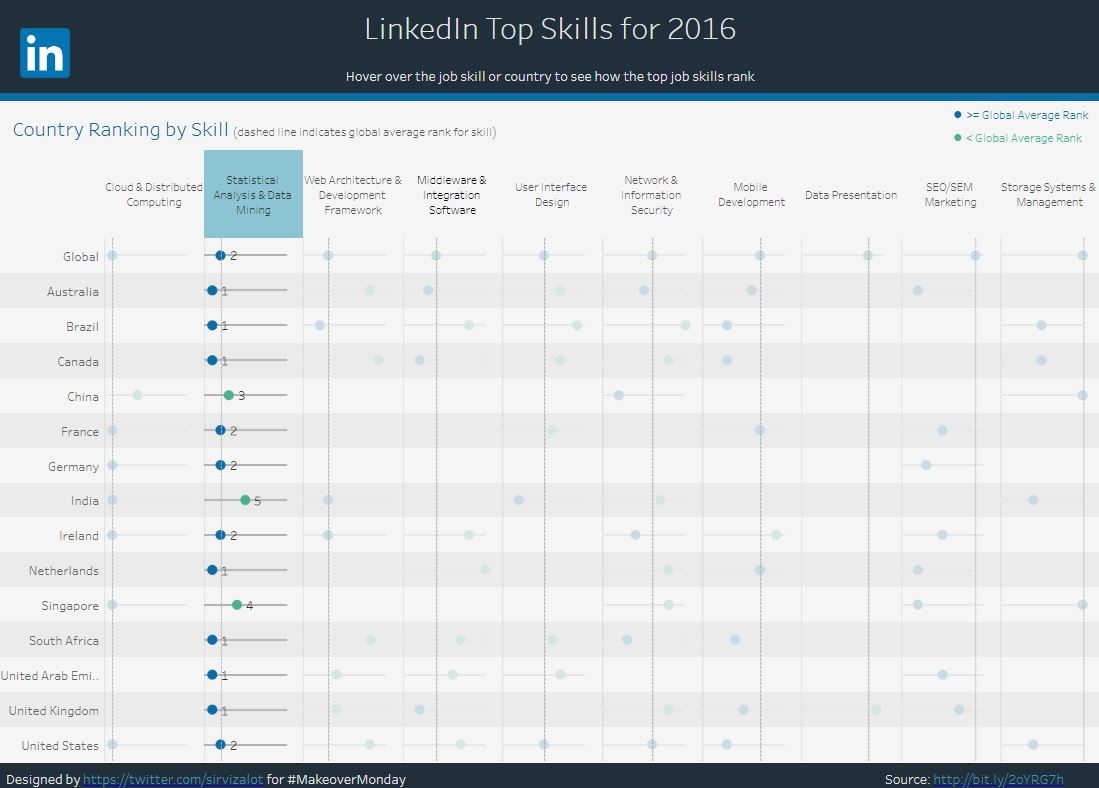 LinkedIn Top Skills for 2016
in
Hover over the job skill or country to see how the top job skills rank
Country Ranking by Skill (dashed line indicates global average rank for skill)
>= Global Average Rank
< Global Average Rank
Cloud & Distributed
Computing
Statistical
Analysis & Data
Mining
Web Architecture &
Development
Framework
Middleware &
Integration
Software
User Interface
Design
Network &
Information
Security
Mobile
Development
Data Presentation
SEO/SEM
Marketing
Storage Systems &
Management
Global 2
Australia 1
Brazil 1
Canada 1
China 3
France 2
Germany 2
India 5
Ireland 2
Netherlands 1
Singapore 4
South Africa 1
United Arab Emi.. 1
United Kingdom 1
United States 2
Designed by https://twitter.com/sirvizalot for #MakeoverMonday
Source: http://bit.ly/2oYRG7h